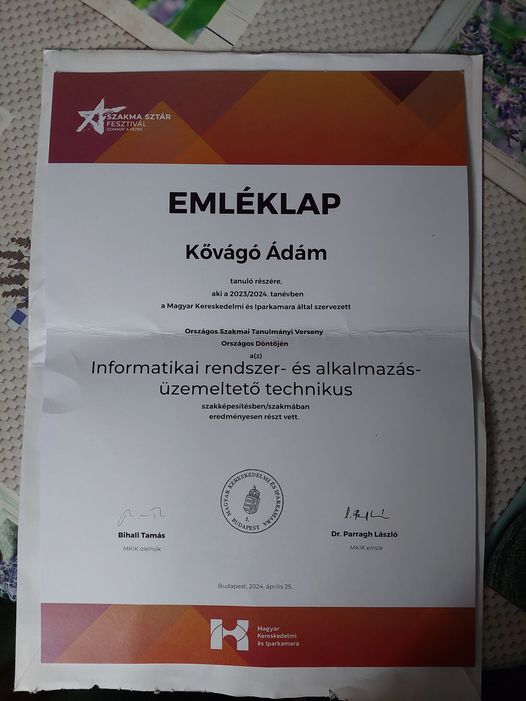 SZAKMA SZTÁR
FESZTIVÁL
SZAKMÁT A KÉZBE
EMLÉKLAP
Kővágó Ádám
tanuló részére,
aki a 2023/2024. tanévben
a Magyar Kereskedelmi és Iparkamara által szervezett
Országos Szakmai Tanulmányi Verseny
Országos Döntőjén
a(z)
Informatikai rendszer- és alkalmazás-
üzemeltető technikus
szakképesítésben/szakmában
eredményesen részt vett.
MAGYAR KERESKEDELMI ÉS IPARKAMARA
1.
BUDAPEST
Bihall Tamás
MKIK alelnök
Dr. Parragh László
MKIK elnök
Budapest, 2024. április 25.
Magyar
Kereskedelmi
és Iparkamara